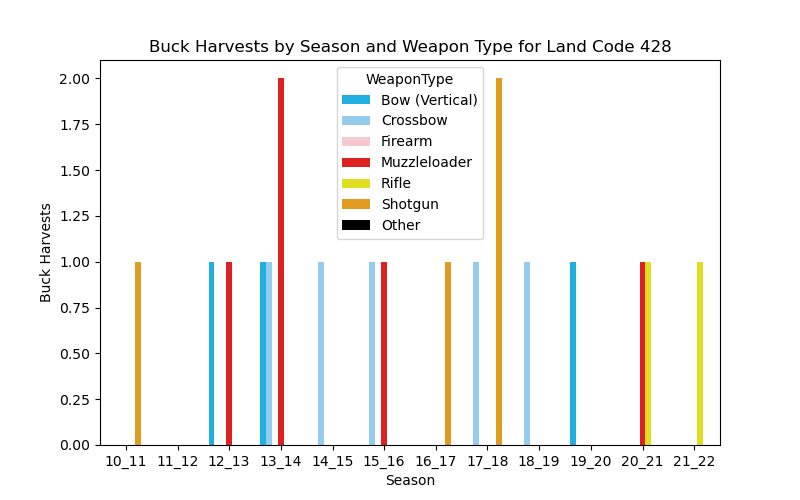 Buck Harvests by Season and Weapon Type for Land Code 428
Buck Harvests
2.00
1.75
1.50
1.25
1.00
0.75
0.50
0.25
0.00
WeaponType
Bow (Vertical)
Crossbow
Firearm
Muzzleloader
Rifle
Shotgun
Other
10_11 11_12 12_13 13_14 14_15 15_16 16_17 17_18 18_19 19_20 20_21 21_22
Season